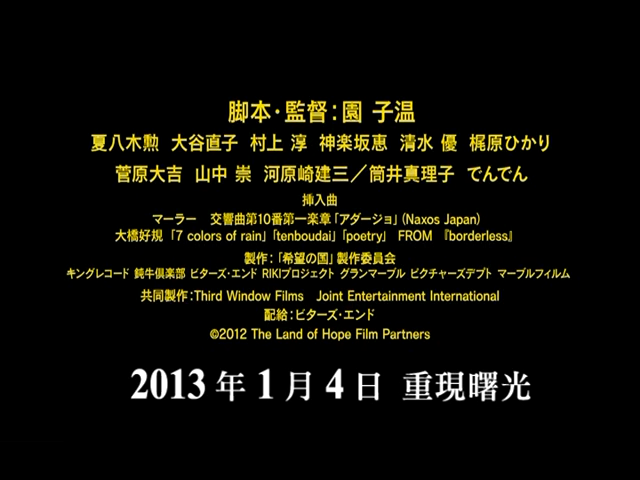 脚本・監督：園 子温
夏八木勲 大谷直子 村上 淳 神楽坂恵 清水 優 梶原ひかり
菅原大吉 山中 崇 河原崎建三／筒井真理子 でんでん
挿入曲
マーラー 交響曲第10番第一楽章「アダージョ」(Naxos Japan)
大橋好規 「7 colors of rain」「tenboudai」「poetry」 FROM 『borderless』
製作：「希望の国」製作委員会
キングレコード 鈍牛倶楽部 ビターズ・エンド RIKIプロジェクト グランマーブル ピクチャーズデプト マーブルフィルム
共同製作：Third Window Films Joint Entertainment International
配給：ビターズ・エンド
©2012 The Land of Hope Film Partners
2013 年 1 月 4 日 重現曙光